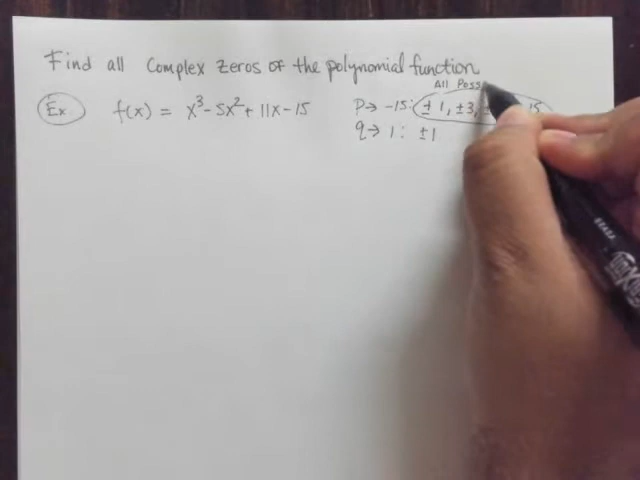 Find all Complex zeros of the polynomial function
All Poss
Ex f(x) = x³ - 5x² + 11x - 15 P → -15: ± 1, ±3, 15
q → 1: ±1